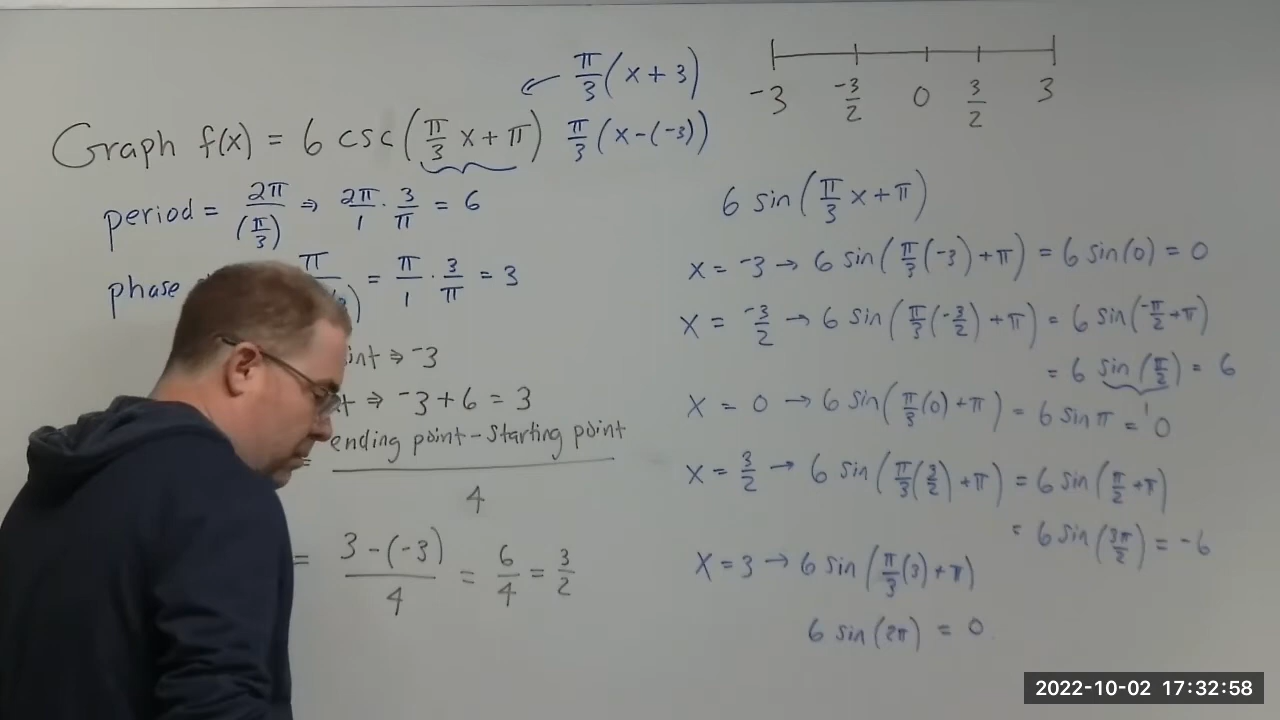 π/3 (x + 3)
-3 -3/2 0 3/2 3
Graph f(x) = 6 csc(π/3 x + π) π/3 (x-(-3))
period = 2π/(π/3) ⇒ 2π/1 · 3/π = 6
phase π = π/1 · 3/π = 3
⇒ -3
⇒ -3 + 6 = 3
= ending point - starting point / 4
= 3 - (-3) / 4 = 6/4 = 3/2
6 sin(π/3 x + π)
x = -3 → 6 sin(π/3(-3) + π) = 6 sin(0) = 0
x = -3/2 → 6 sin(π/3(-3/2) + π) = 6 sin(-π/2 + π)
= 6 sin(π/2) = 6
1
x = 0 → 6 sin(π/3(0) + π) = 6 sin π = 0
x = 3/2 → 6 sin(π/3(3/2) + π) = 6 sin(π/2 + π)
= 6 sin(3π/2) = -6
x = 3 → 6 sin(π/3(3) + π)
6 sin(2π) = 0
2022-10-02 17:32:58